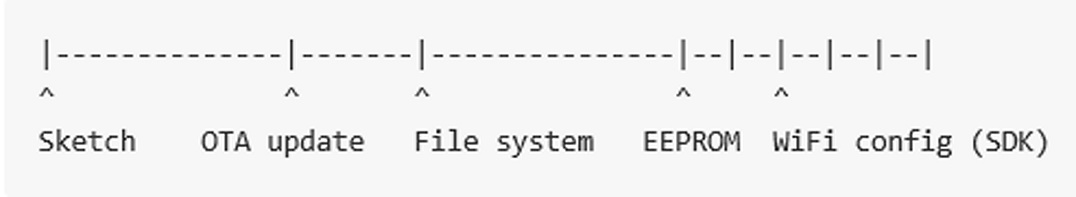 |--------------|-------|---------------|--|--|--|--|--|
^              ^       ^               ^     ^
Sketch    OTA update   File system   EEPROM  WiFi config (SDK)